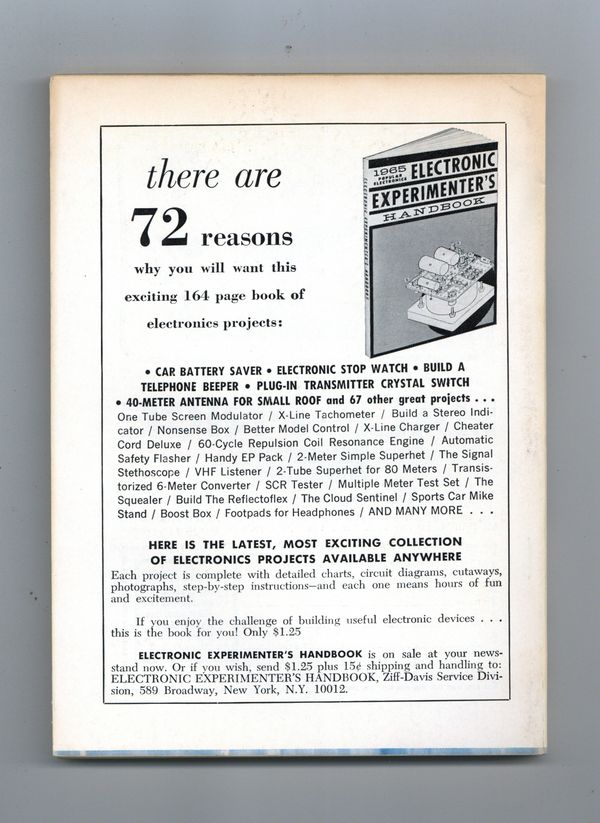 there are
72 reasons
why you will want this
exciting 164 page book of
electronics projects:
1965
POPULAR
ELECTRONICS
ELECTRONIC
EXPERIMENTER'S
HANDBOOK
• CAR BATTERY SAVER • ELECTRONIC STOP WATCH • BUILD A
TELEPHONE BEEPER • PLUG-IN TRANSMITTER CRYSTAL SWITCH
• 40-METER ANTENNA FOR SMALL ROOF and 67 other great projects . . .
One Tube Screen Modulator / X-Line Tachometer / Build a Stereo Indi-
cator / Nonsense Box / Better Model Control / X-Line Charger / Cheater
Cord Deluxe / 60-Cycle Repulsion Coil Resonance Engine / Automatic
Safety Flasher / Handy EP Pack / 2-Meter Simple Superhet / The Signal
Stethoscope / VHF Listener / 2-Tube Superhet for 80 Meters / Transis-
torized 6-Meter Converter / SCR Tester / Multiple Meter Test Set / The
Squealer / Build The Reflectoflex / The Cloud Sentinel / Sports Car Mike
Stand / Boost Box / Footpads for Headphones / AND MANY MORE . . .
HERE IS THE LATEST, MOST EXCITING COLLECTION
OF ELECTRONICS PROJECTS AVAILABLE ANYWHERE
Each project is complete with detailed charts, circuit diagrams, cutaways,
photographs, step-by-step instructions—and each one means hours of fun
and excitement.
If you enjoy the challenge of building useful electronic devices . . .
this is the book for you! Only $1.25
ELECTRONIC EXPERIMENTER'S HANDBOOK is on sale at your news-
stand now. Or if you wish, send $1.25 plus 15¢ shipping and handling to:
ELECTRONIC EXPERIMENTER'S HANDBOOK, Ziff-Davis Service Divi-
sion, 589 Broadway, New York, N.Y. 10012.